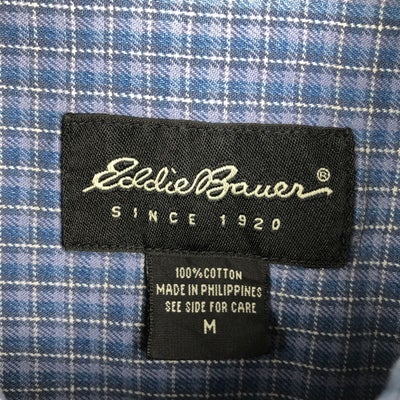 Eddie Bauer®
SINCE 1920
100% COTTON
MADE IN PHILIPPINES
SEE SIDE FOR CARE
M